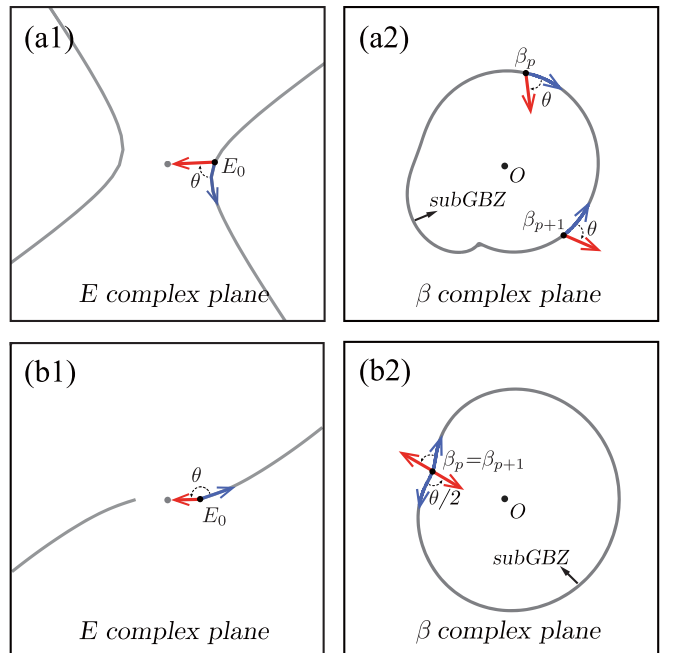 (a1)
E₀
θ
E complex plane
(a2)
βₚ
θ
O
subGBZ
βₚ₊₁
θ
β complex plane
(b1)
θ
E₀
E complex plane
(b2)
βₚ=βₚ₊₁
θ/2
O
subGBZ
β complex plane